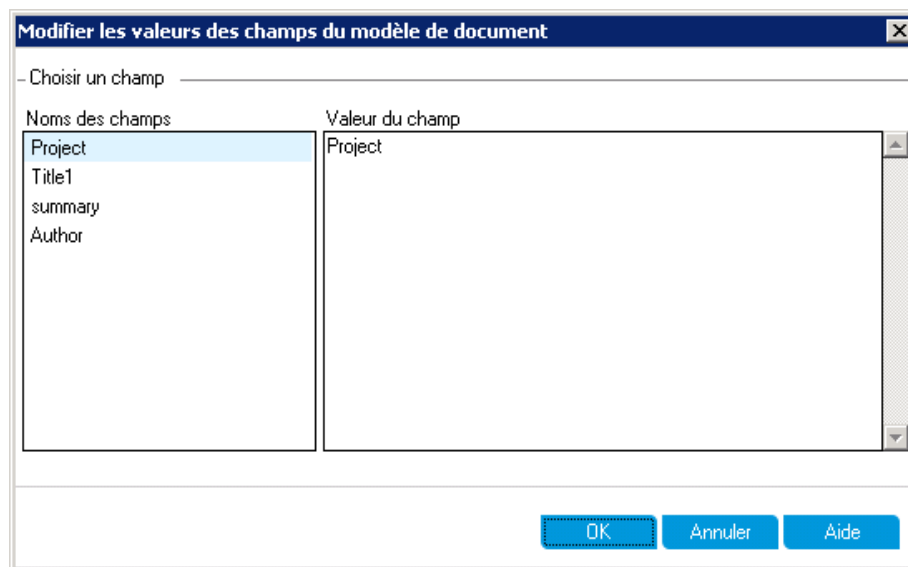 Modifier les valeurs des champs du modèle de document
Choisir un champ
Noms des champs
Valeur du champ
Project
Project
Title1
summary
Author
OK
Annuler
Aide